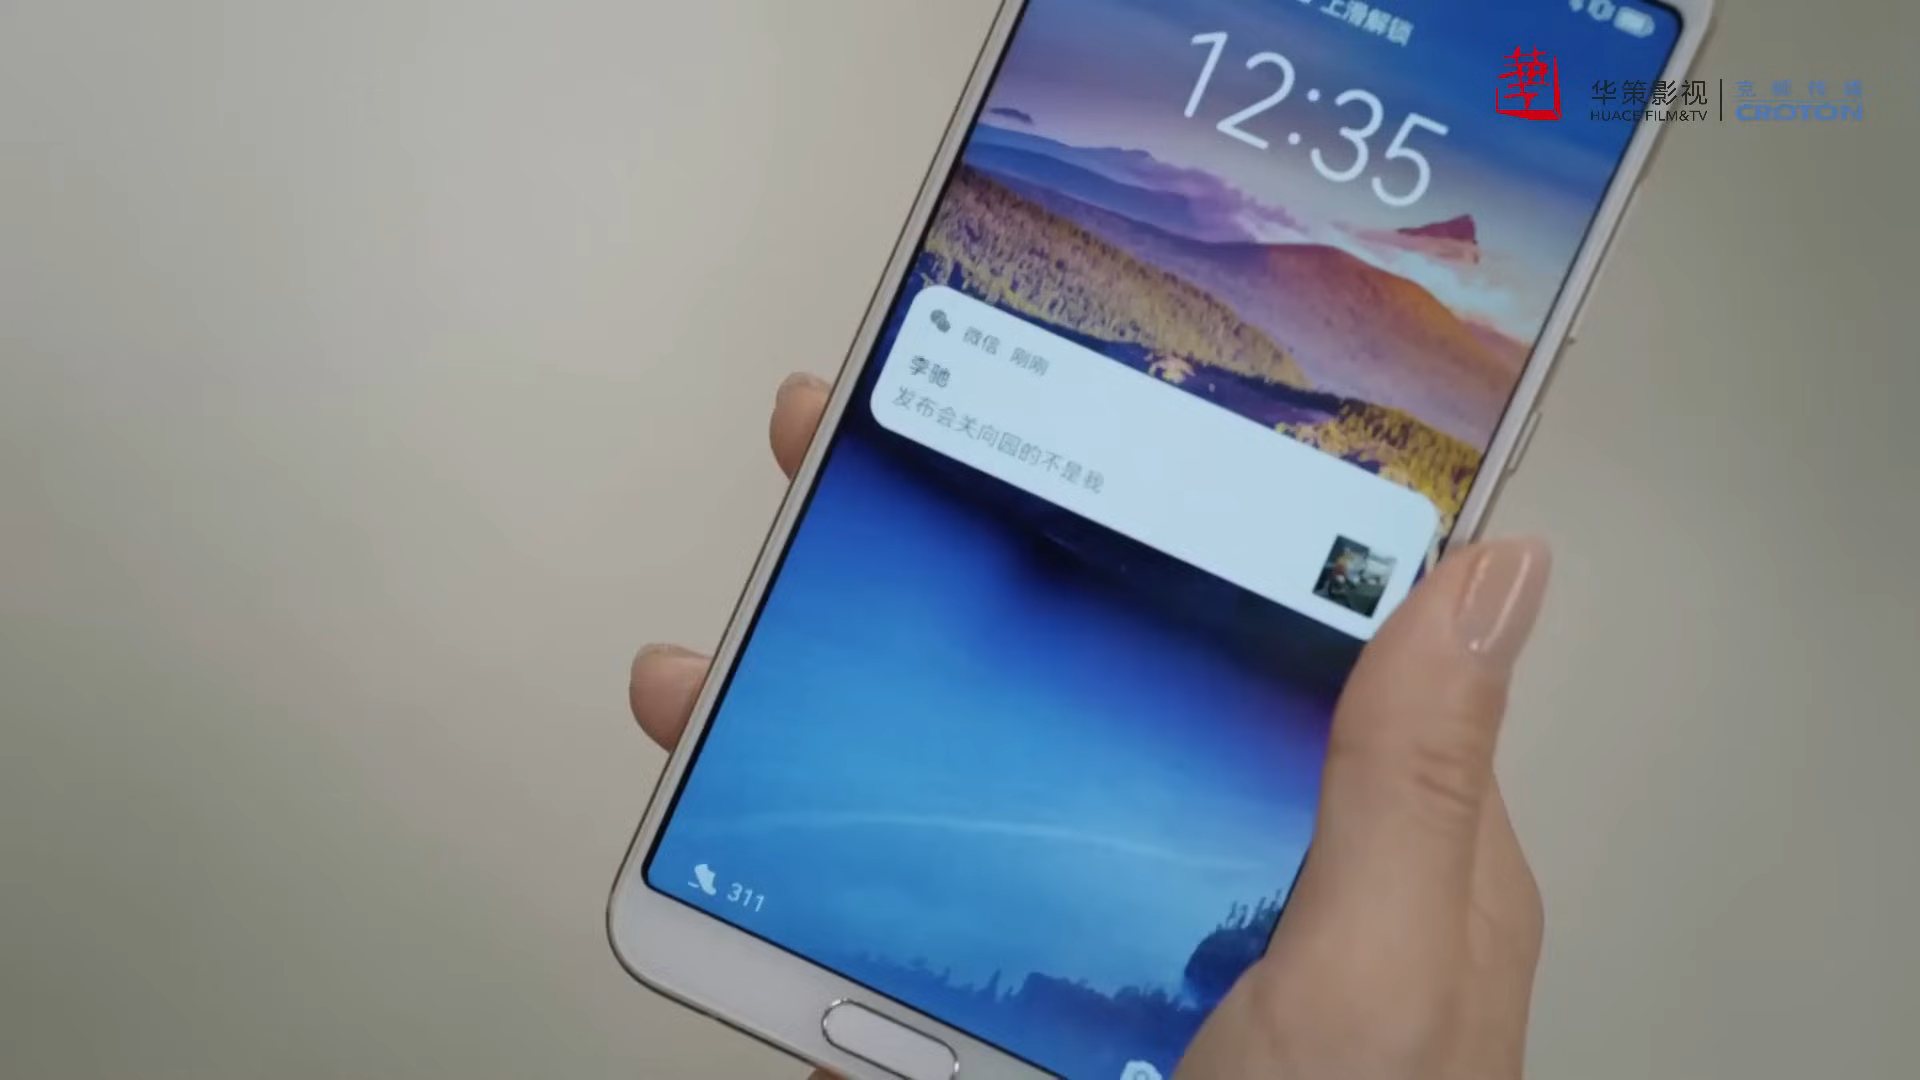 上滑解锁
12:35
華
华策影视
HUACE FILM&TV
克顿传媒
CROTON
微信 刚刚
李驰
发布会关向园的不是我
311